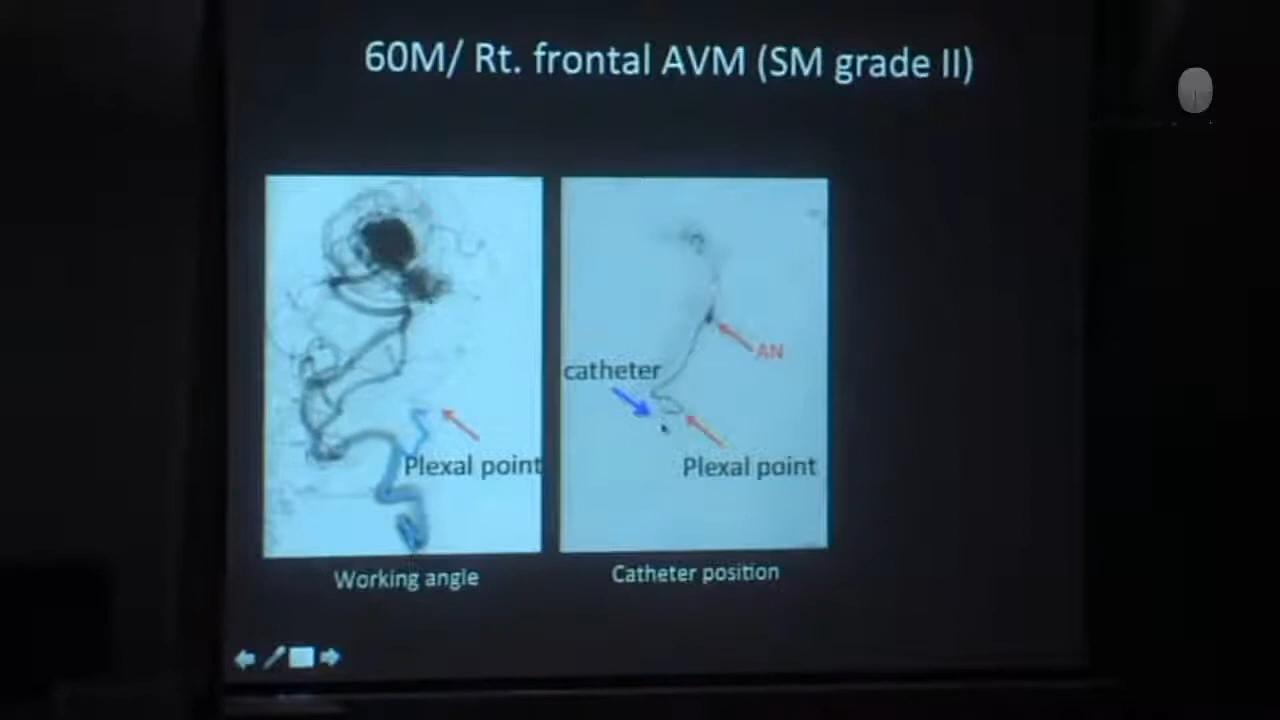 60M/ Rt. frontal AVM (SM grade II)
AN
catheter
Plexal point
Plexal point
Working angle
Catheter position